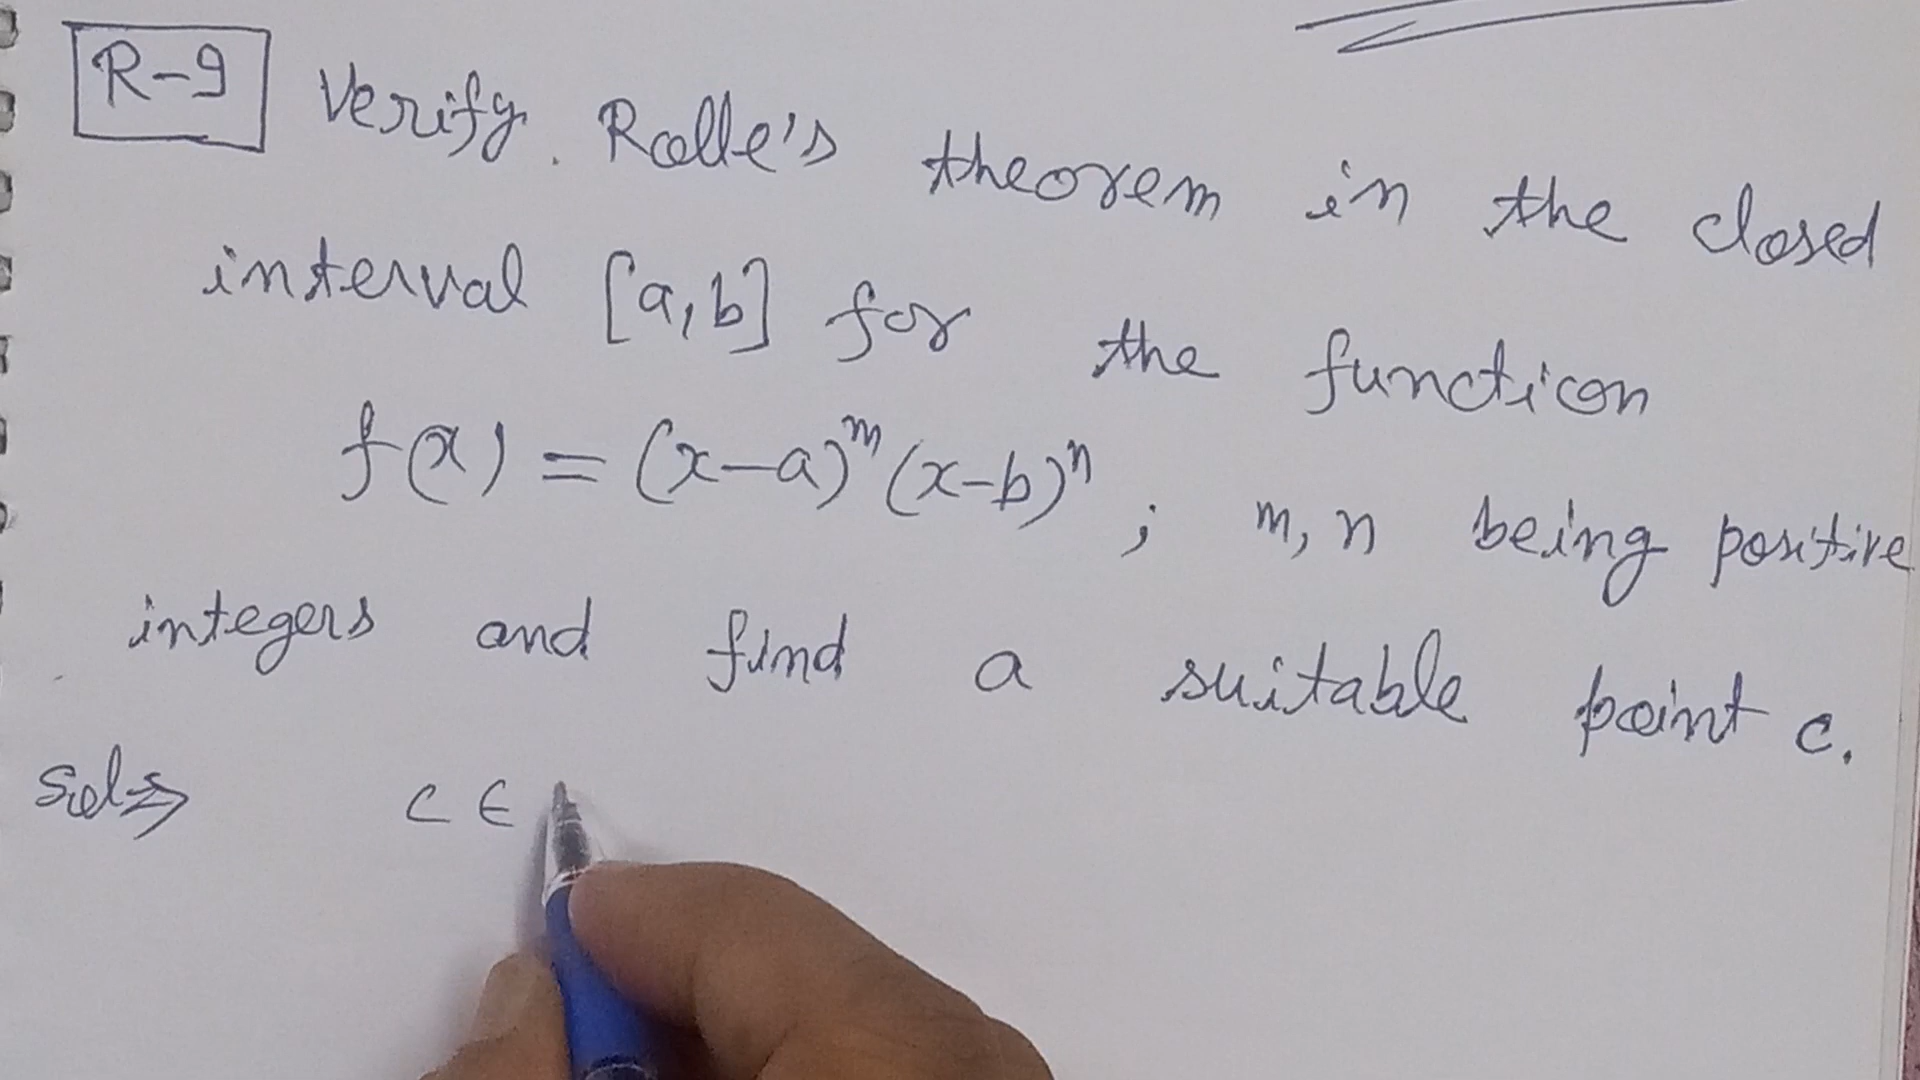 R-9 Verify. Rolle's theorem in the closed
interval [a,b] for the function
f(x) = (x-a)^m (x-b)^n ; m, n being positive
integers and find a suitable point c.
Sol⇒ c ∈